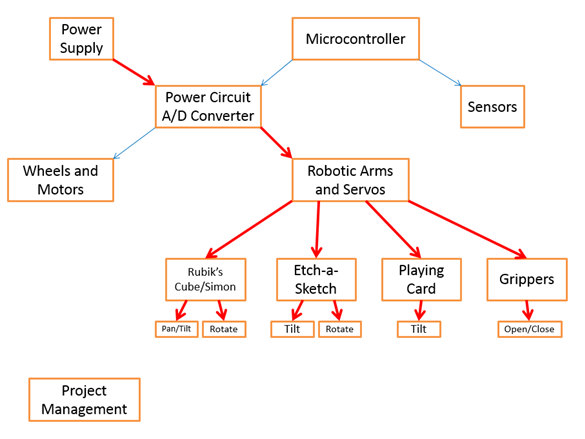 Power
Supply
Microcontroller
Power Circuit
A/D Converter
Sensors
Wheels and
Motors
Robotic Arms
and Servos
Rubik's
Cube/Simon
Etch-a-
Sketch
Playing
Card
Grippers
Pan/Tilt
Rotate
Tilt
Rotate
Tilt
Open/Close
Project
Management